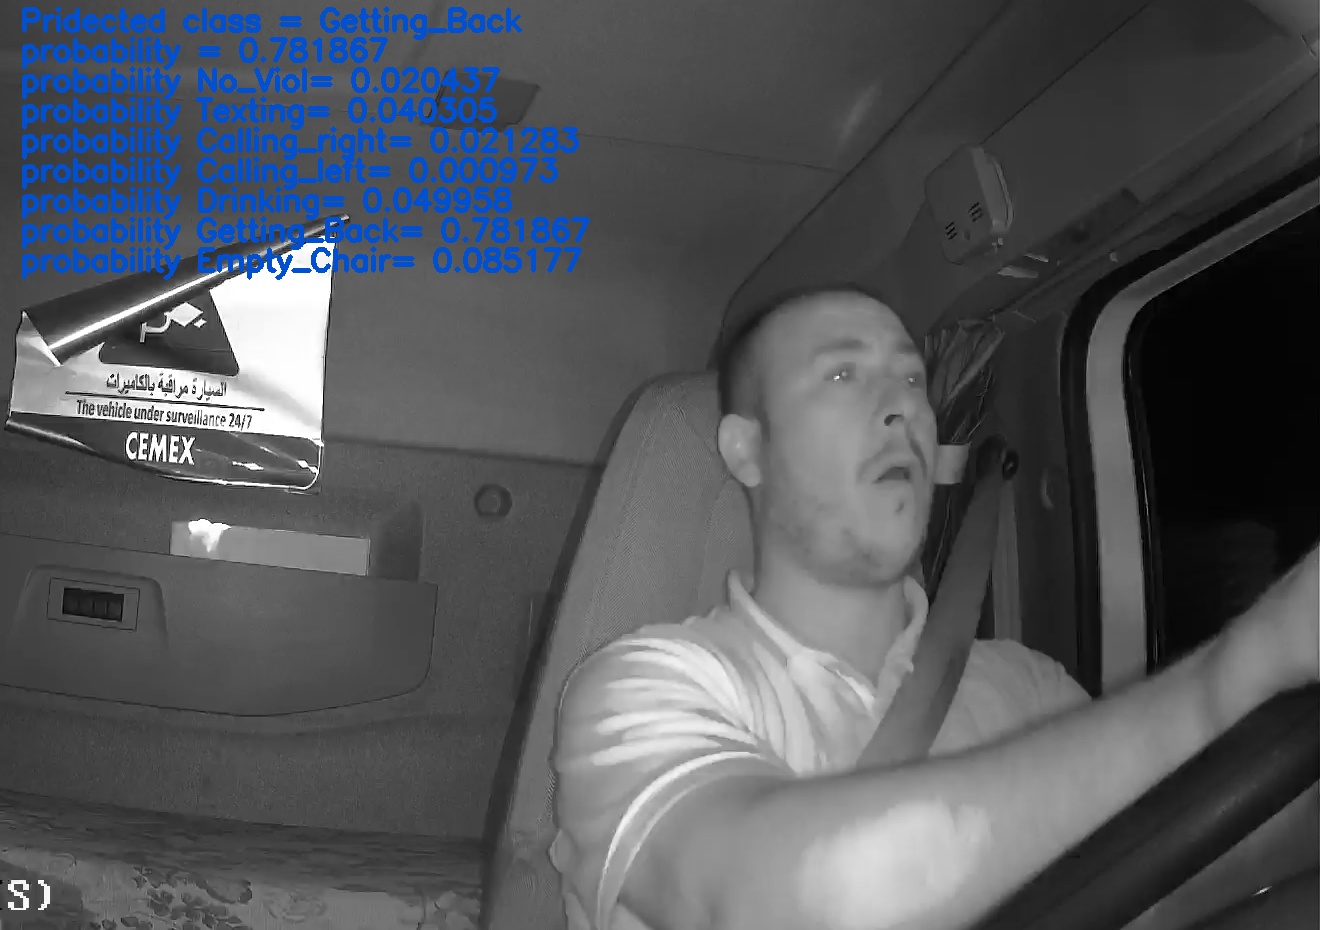 Pridected class = Getting_Back
probability = 0.781867
probability No_Viol= 0.020437
probability Texting= 0.040305
probability Calling_right= 0.021283
probability Calling_left= 0.000973
probability Drinking= 0.049958
probability Getting_Back= 0.781867
probability Empty_Chair= 0.085177
السيارة مراقبة بالكاميرات
The vehicle under surveillance 24/7
CEMEX
S)